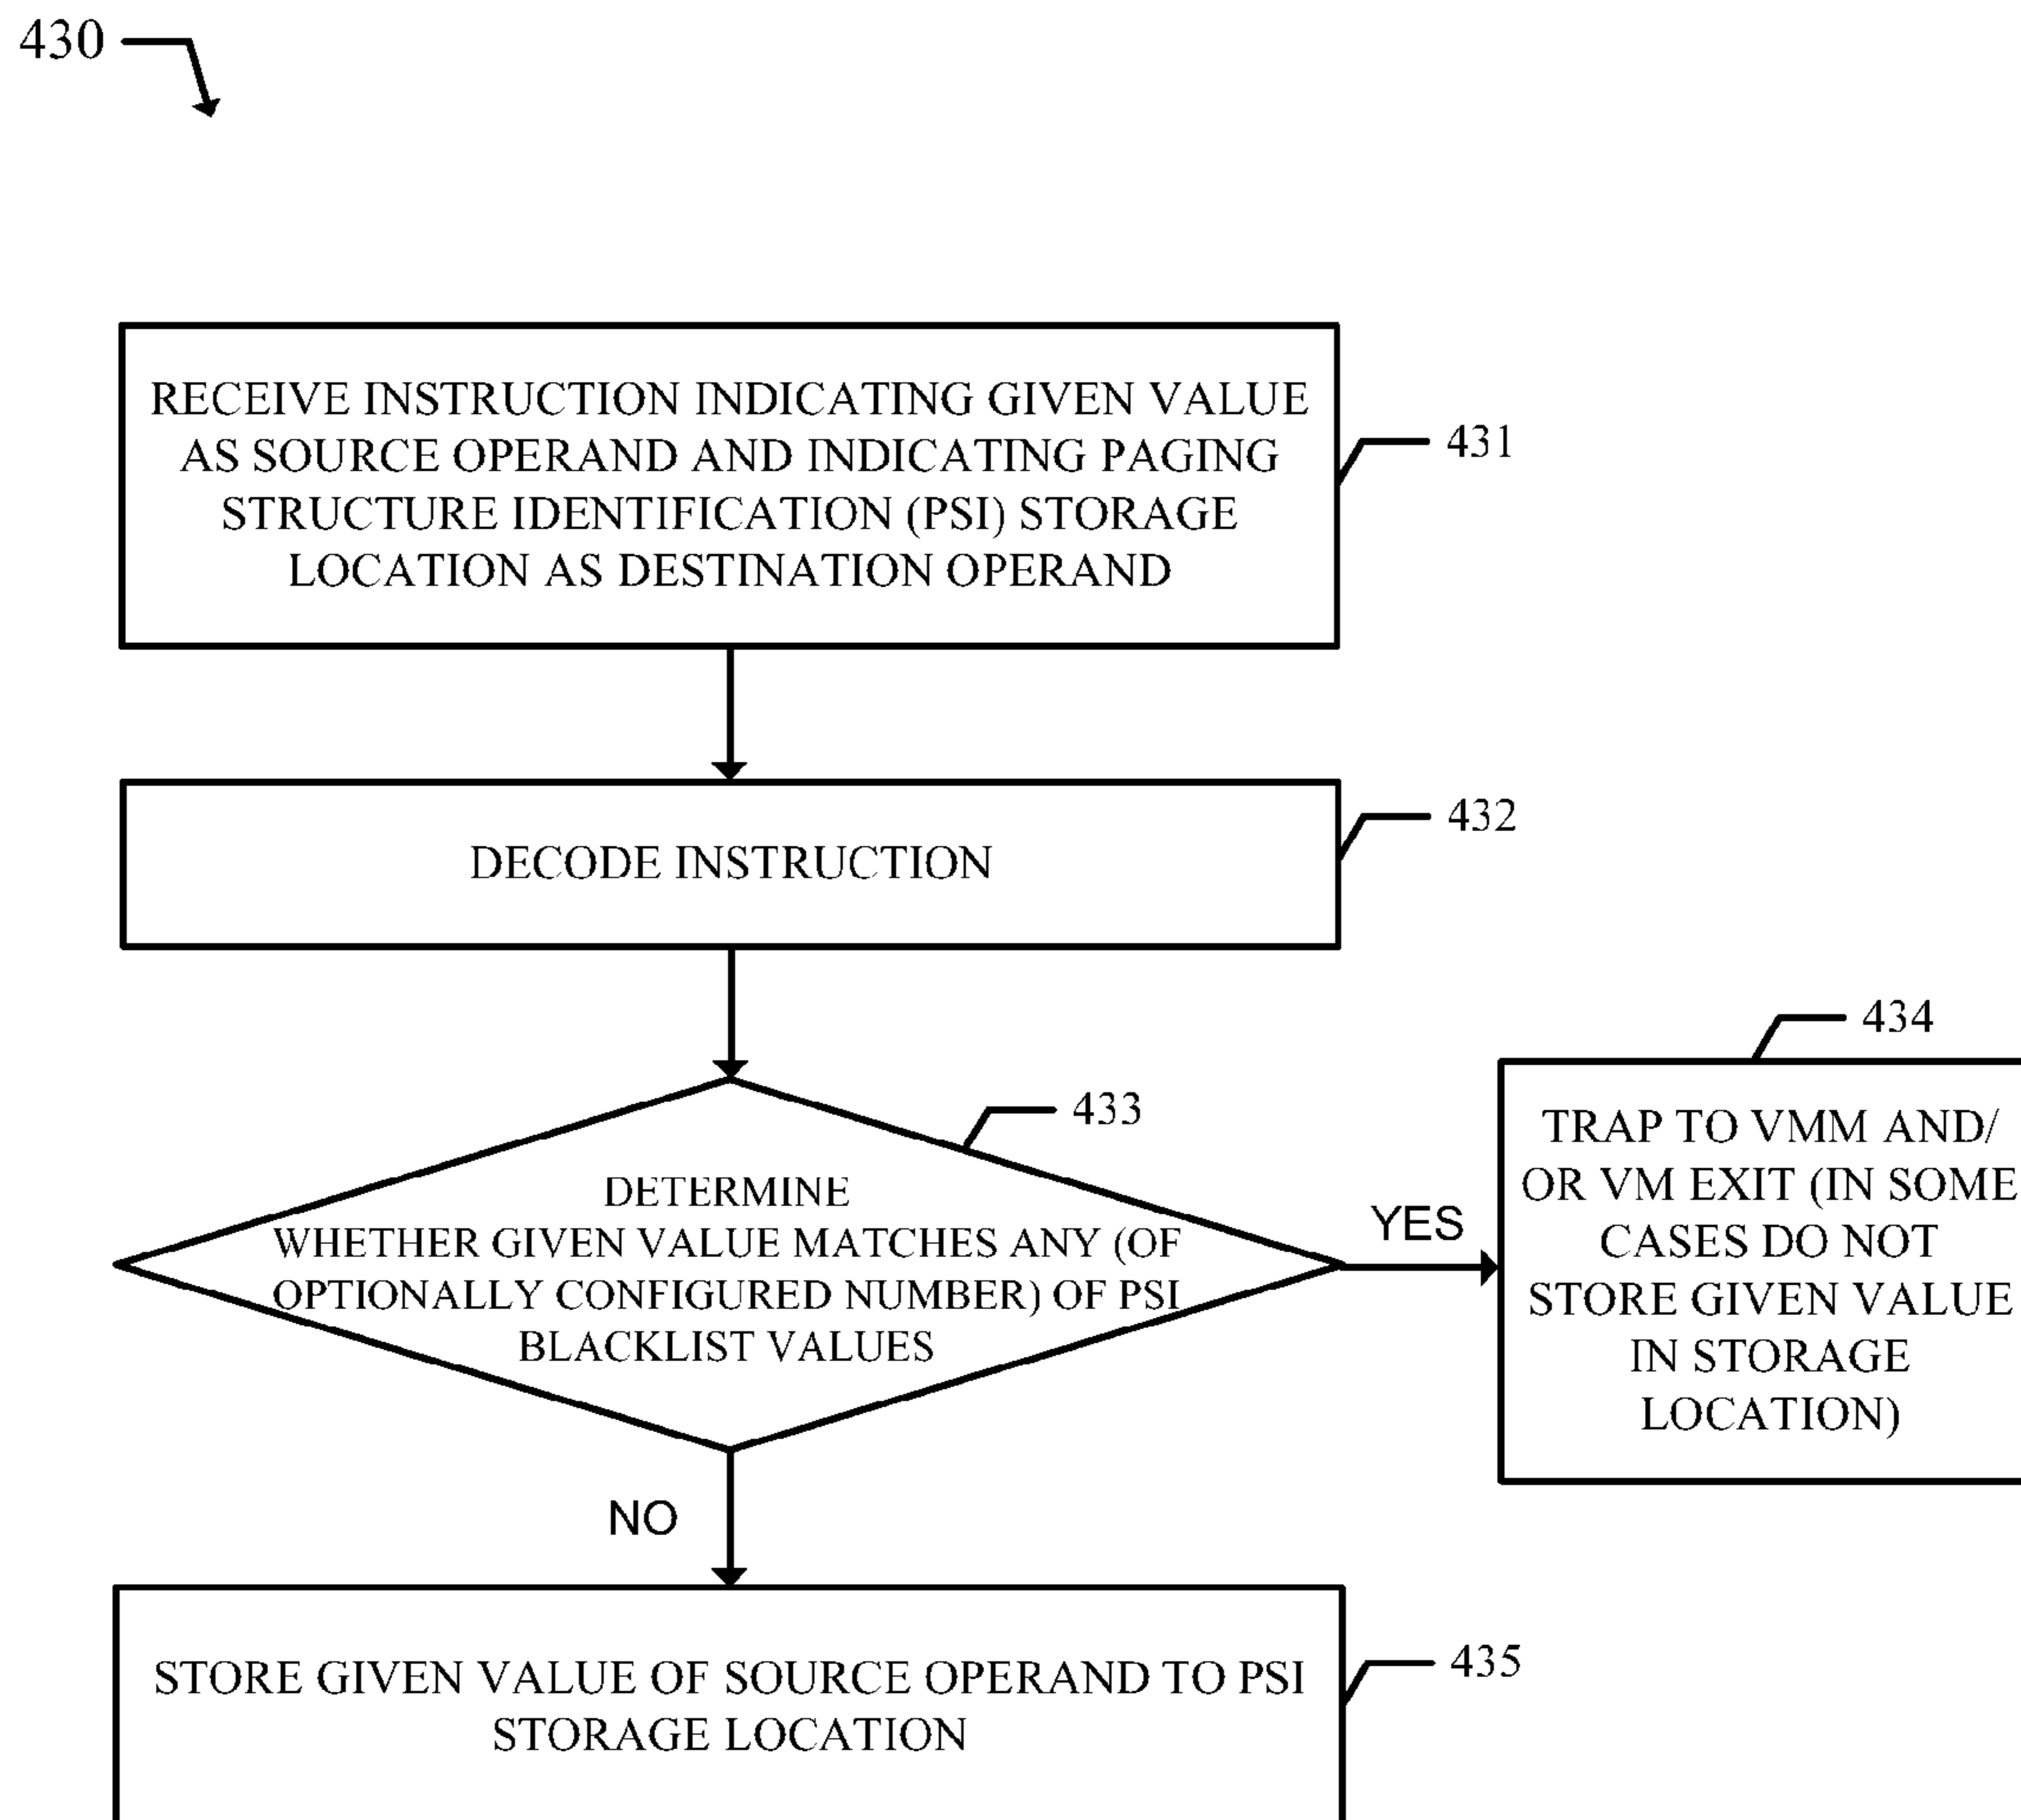 430
RECEIVE INSTRUCTION INDICATING GIVEN VALUE
AS SOURCE OPERAND AND INDICATING PAGING
STRUCTURE IDENTIFICATION (PSI) STORAGE
LOCATION AS DESTINATION OPERAND
431
DECODE INSTRUCTION
432
DETERMINE
WHETHER GIVEN VALUE MATCHES ANY (OF
OPTIONALLY CONFIGURED NUMBER) OF PSI
BLACKLIST VALUES
433
YES
434
TRAP TO VMM AND/
OR VM EXIT (IN SOME
CASES DO NOT
STORE GIVEN VALUE
IN STORAGE
LOCATION)
NO
STORE GIVEN VALUE OF SOURCE OPERAND TO PSI
STORAGE LOCATION
435